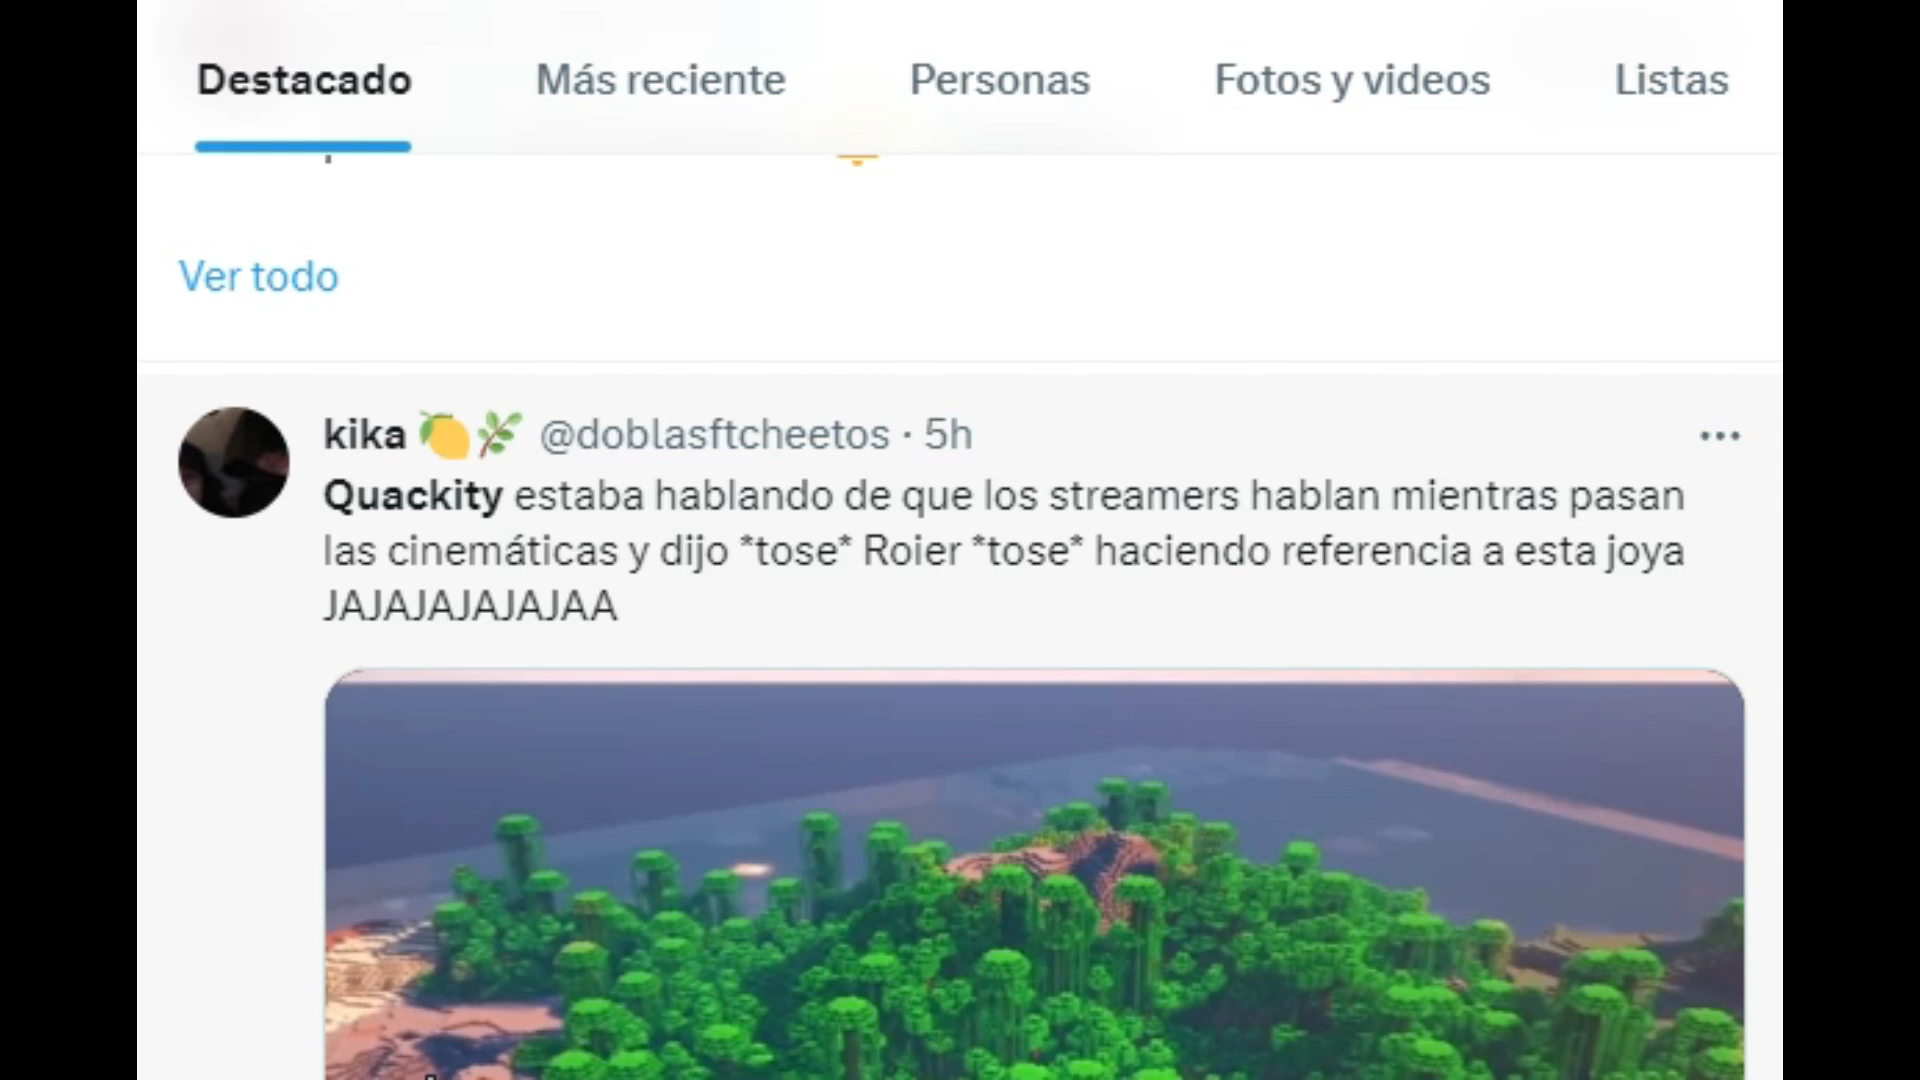 Destacado Más reciente Personas Fotos y videos Listas
Ver todo
kika 🍋🌿 @doblasftcheetos · 5h
Quackity estaba hablando de que los streamers hablan mientras pasan
las cinemáticas y dijo *tose* Roier *tose* haciendo referencia a esta joya
JAJAJAJAJAJAA